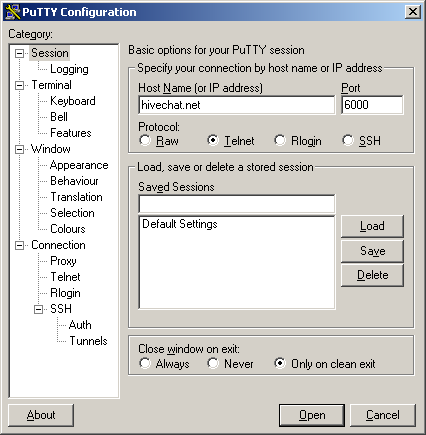 PuTTY Configuration
Category:
Session
Logging
Terminal
Keyboard
Bell
Features
Window
Appearance
Behaviour
Translation
Selection
Colours
Connection
Proxy
Telnet
Rlogin
SSH
Auth
Tunnels
Basic options for your PuTTY session
Specify your connection by host name or IP address
Host Name (or IP address) Port
hivechat.net 6000
Protocol:
Raw Telnet Rlogin SSH
Load, save or delete a stored session
Saved Sessions
Default Settings
Load
Save
Delete
Close window on exit:
Always Never Only on clean exit
About Open Cancel